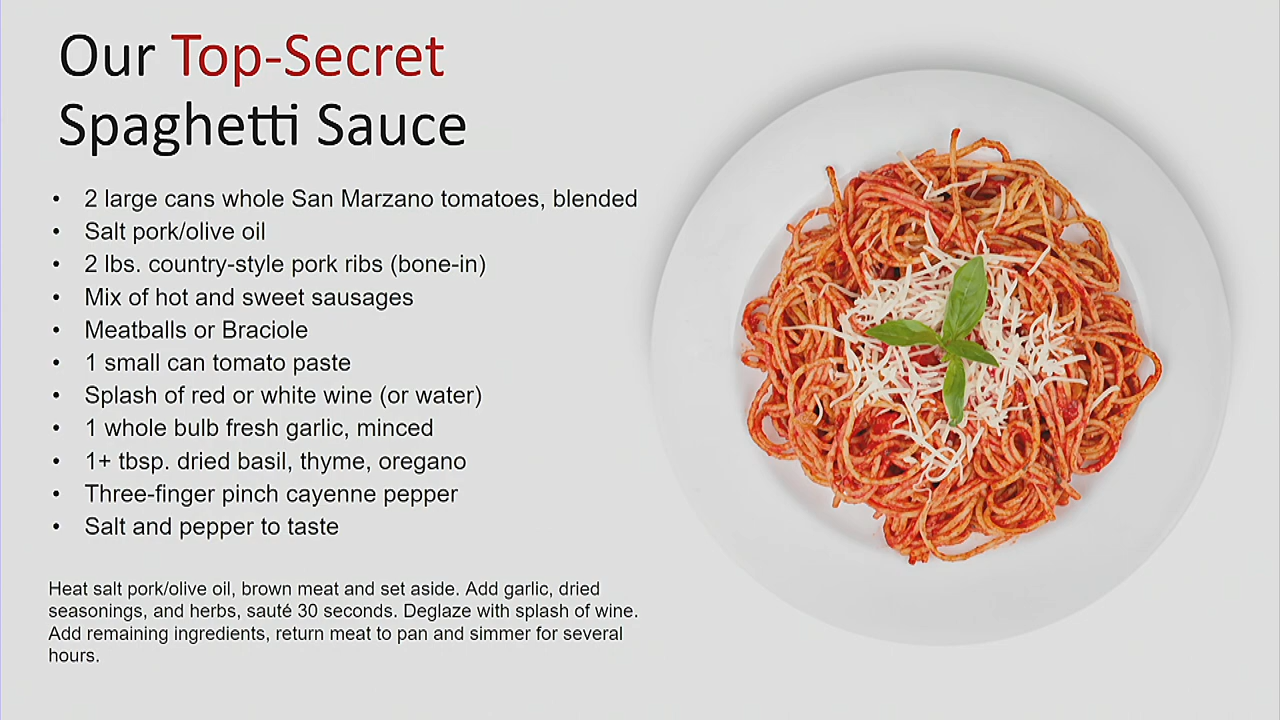 Our Top-Secret
Spaghetti Sauce
• 2 large cans whole San Marzano tomatoes, blended
• Salt pork/olive oil
• 2 lbs. country-style pork ribs (bone-in)
• Mix of hot and sweet sausages
• Meatballs or Braciole
• 1 small can tomato paste
• Splash of red or white wine (or water)
• 1 whole bulb fresh garlic, minced
• 1+ tbsp. dried basil, thyme, oregano
• Three-finger pinch cayenne pepper
• Salt and pepper to taste
Heat salt pork/olive oil, brown meat and set aside. Add garlic, dried
seasonings, and herbs, sauté 30 seconds. Deglaze with splash of wine.
Add remaining ingredients, return meat to pan and simmer for several
hours.